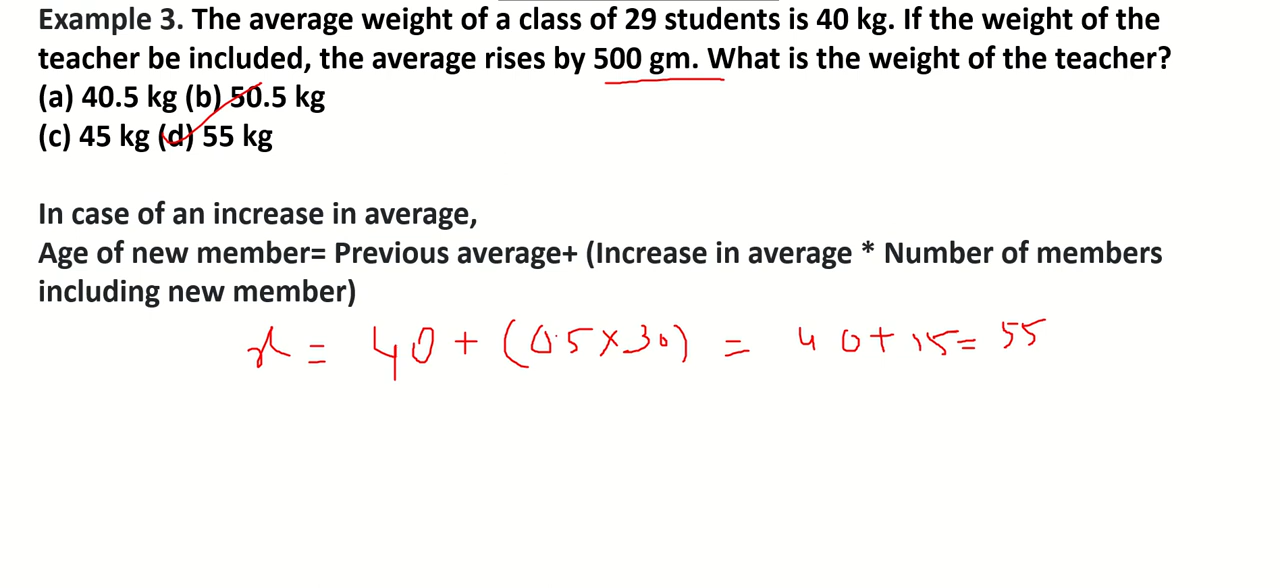 Example 3. The average weight of a class of 29 students is 40 kg. If the weight of the
teacher be included, the average rises by 500 gm. What is the weight of the teacher?
(a) 40.5 kg (b) 50.5 kg
(c) 45 kg (d) 55 kg
In case of an increase in average,
Age of new member= Previous average+ (Increase in average * Number of members
including new member)
x = 40 + (0.5 × 30) = 40 + 15 = 55